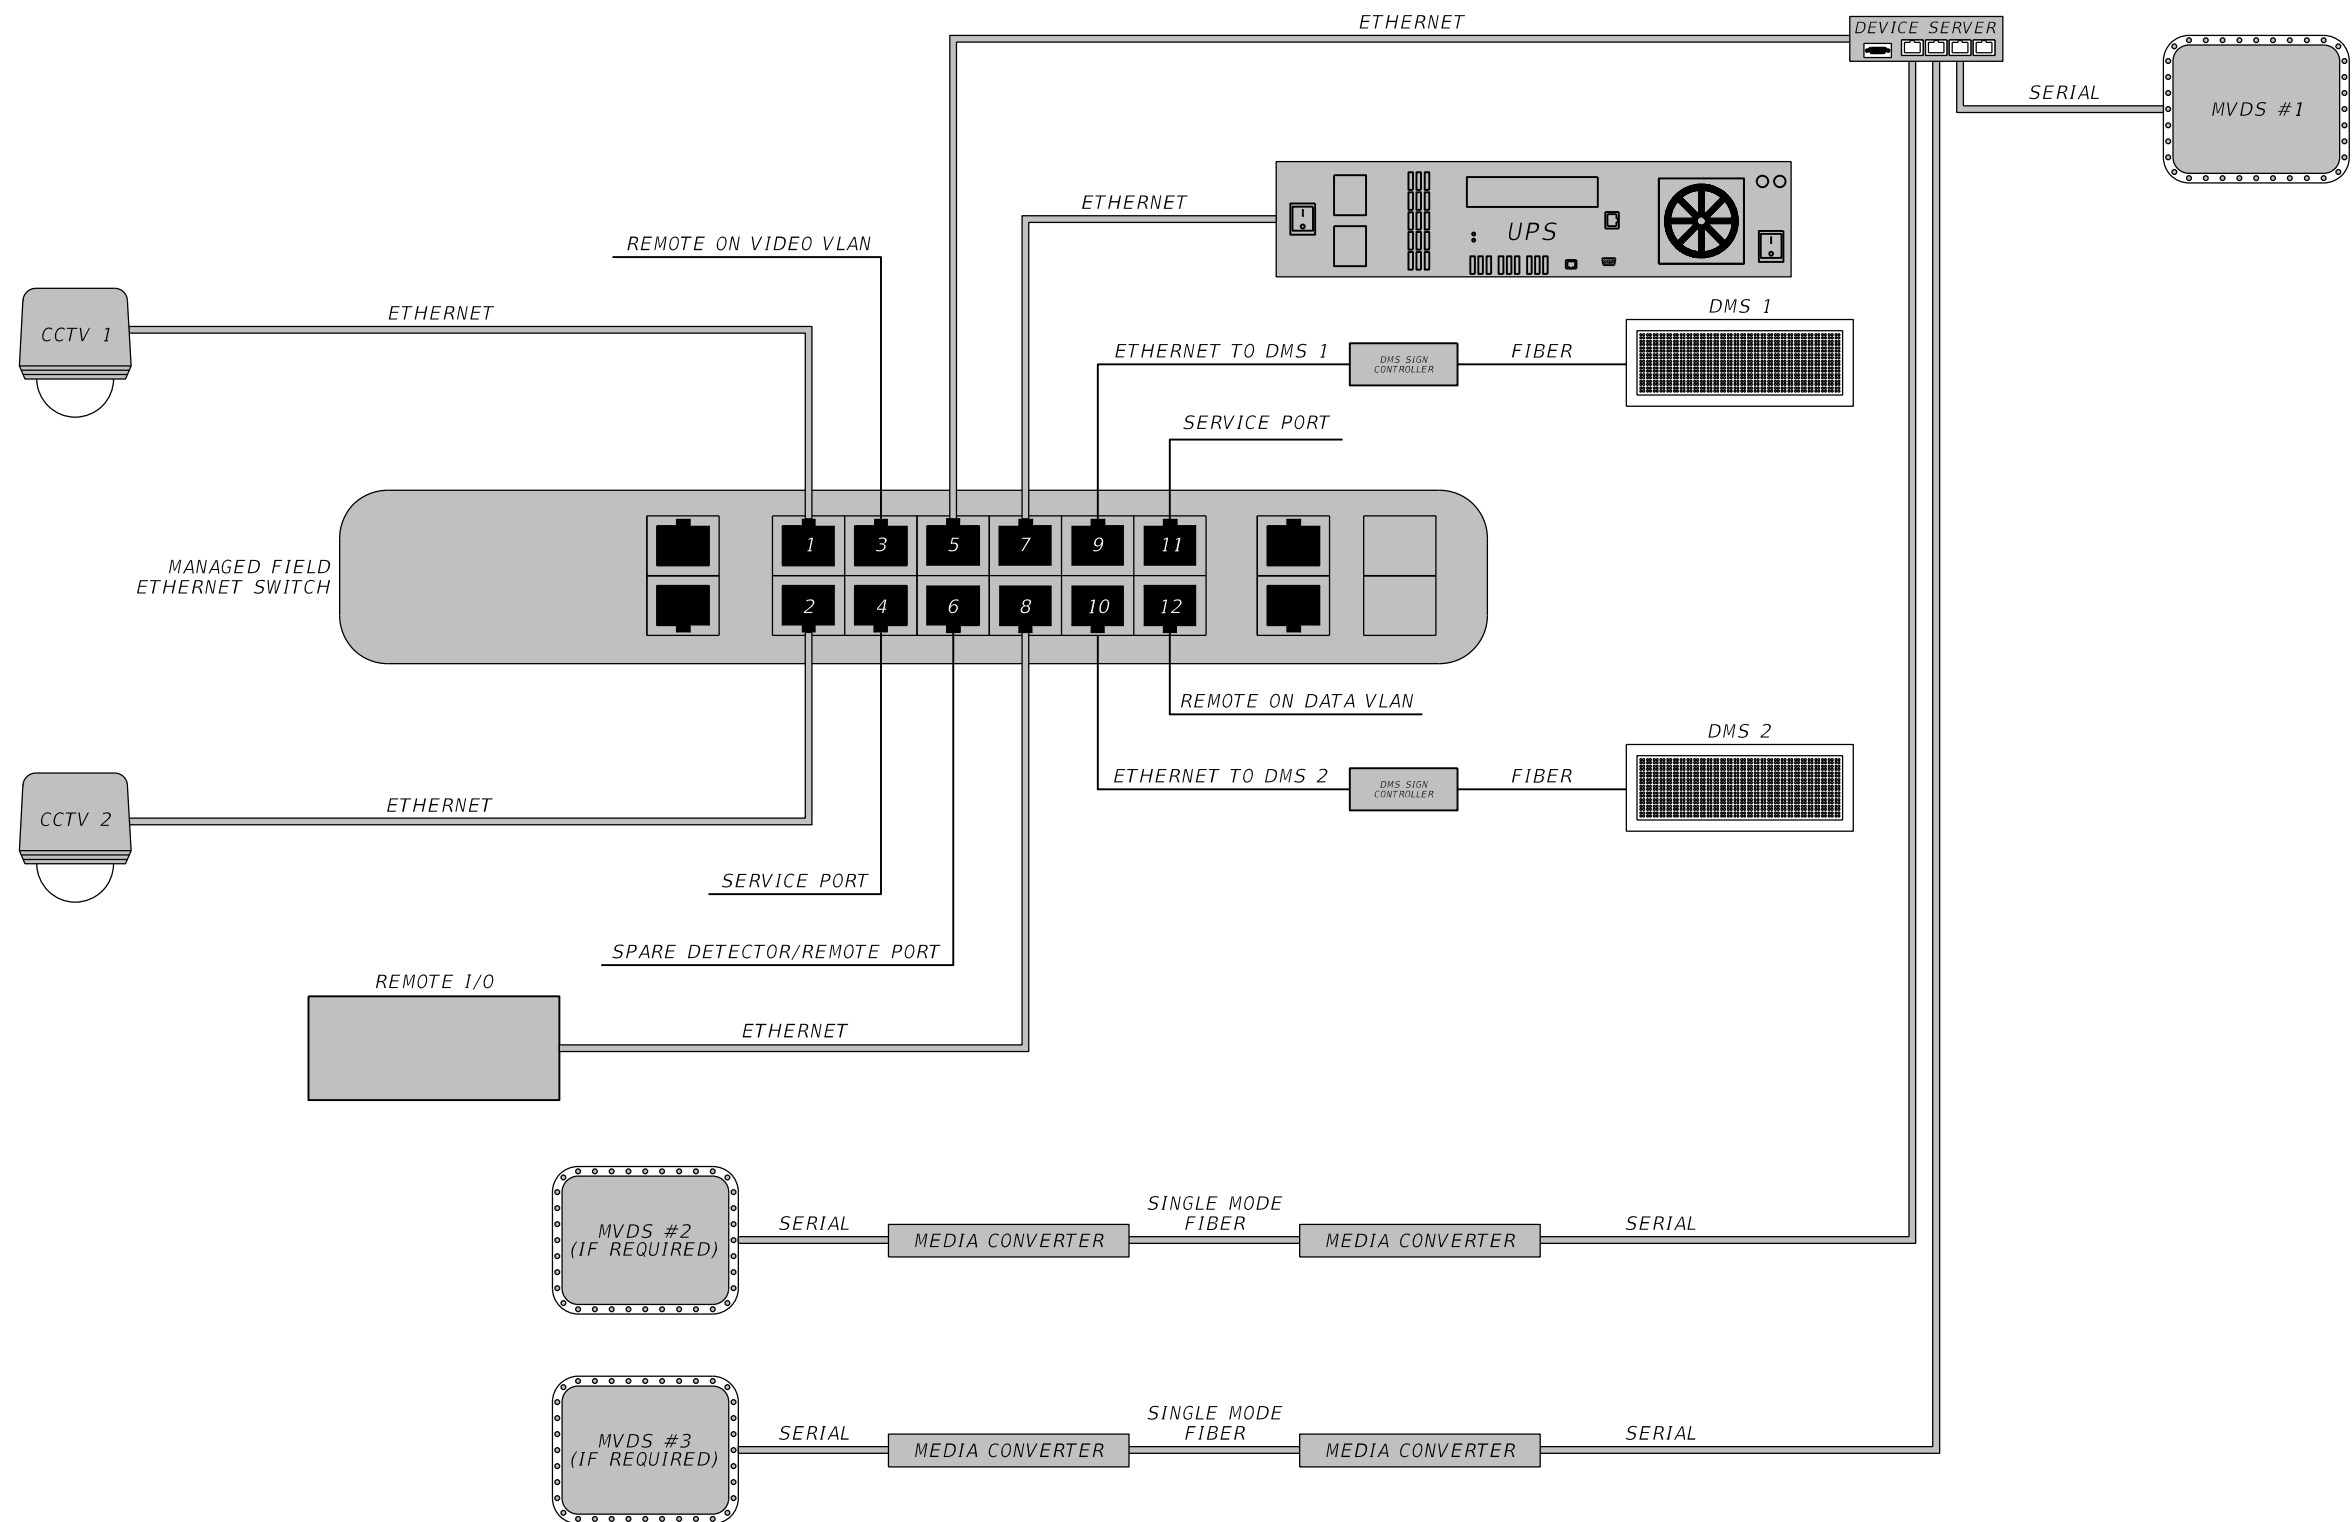 ETHERNET
DEVICE SERVER
SERIAL
MVDS #1
ETHERNET
UPS
REMOTE ON VIDEO VLAN
CCTV 1
ETHERNET
DMS 1
ETHERNET TO DMS 1
DMS SIGN
CONTROLLER
FIBER
SERVICE PORT
MANAGED FIELD
ETHERNET SWITCH
1
3
5
7
9
11
2
4
6
8
10
12
REMOTE ON DATA VLAN
DMS 2
ETHERNET TO DMS 2
DMS SIGN
CONTROLLER
FIBER
CCTV 2
ETHERNET
SERVICE PORT
SPARE DETECTOR/REMOTE PORT
REMOTE I/O
ETHERNET
MVDS #2
(IF REQUIRED)
SERIAL
MEDIA CONVERTER
SINGLE MODE
FIBER
MEDIA CONVERTER
SERIAL
MVDS #3
(IF REQUIRED)
SERIAL
MEDIA CONVERTER
SINGLE MODE
FIBER
MEDIA CONVERTER
SERIAL